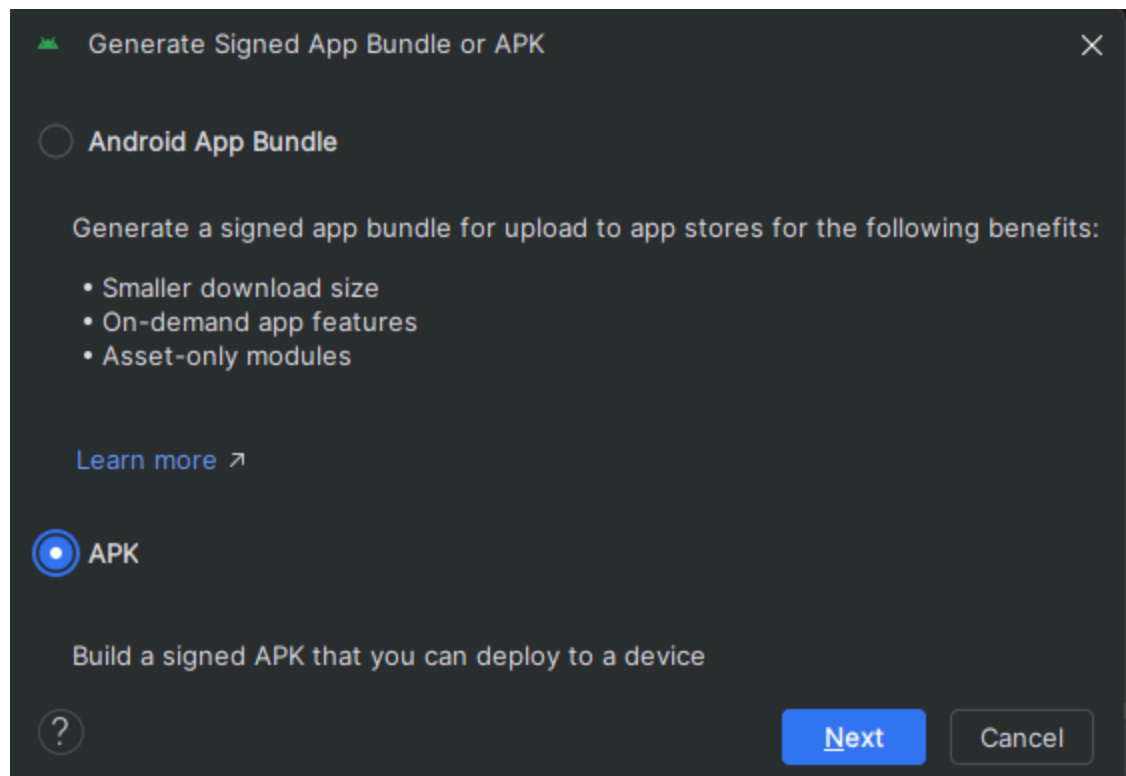 Generate Signed App Bundle or APK
Android App Bundle
Generate a signed app bundle for upload to app stores for the following benefits:
• Smaller download size
• On-demand app features
• Asset-only modules
Learn more ↗
APK
Build a signed APK that you can deploy to a device
?
Next
Cancel